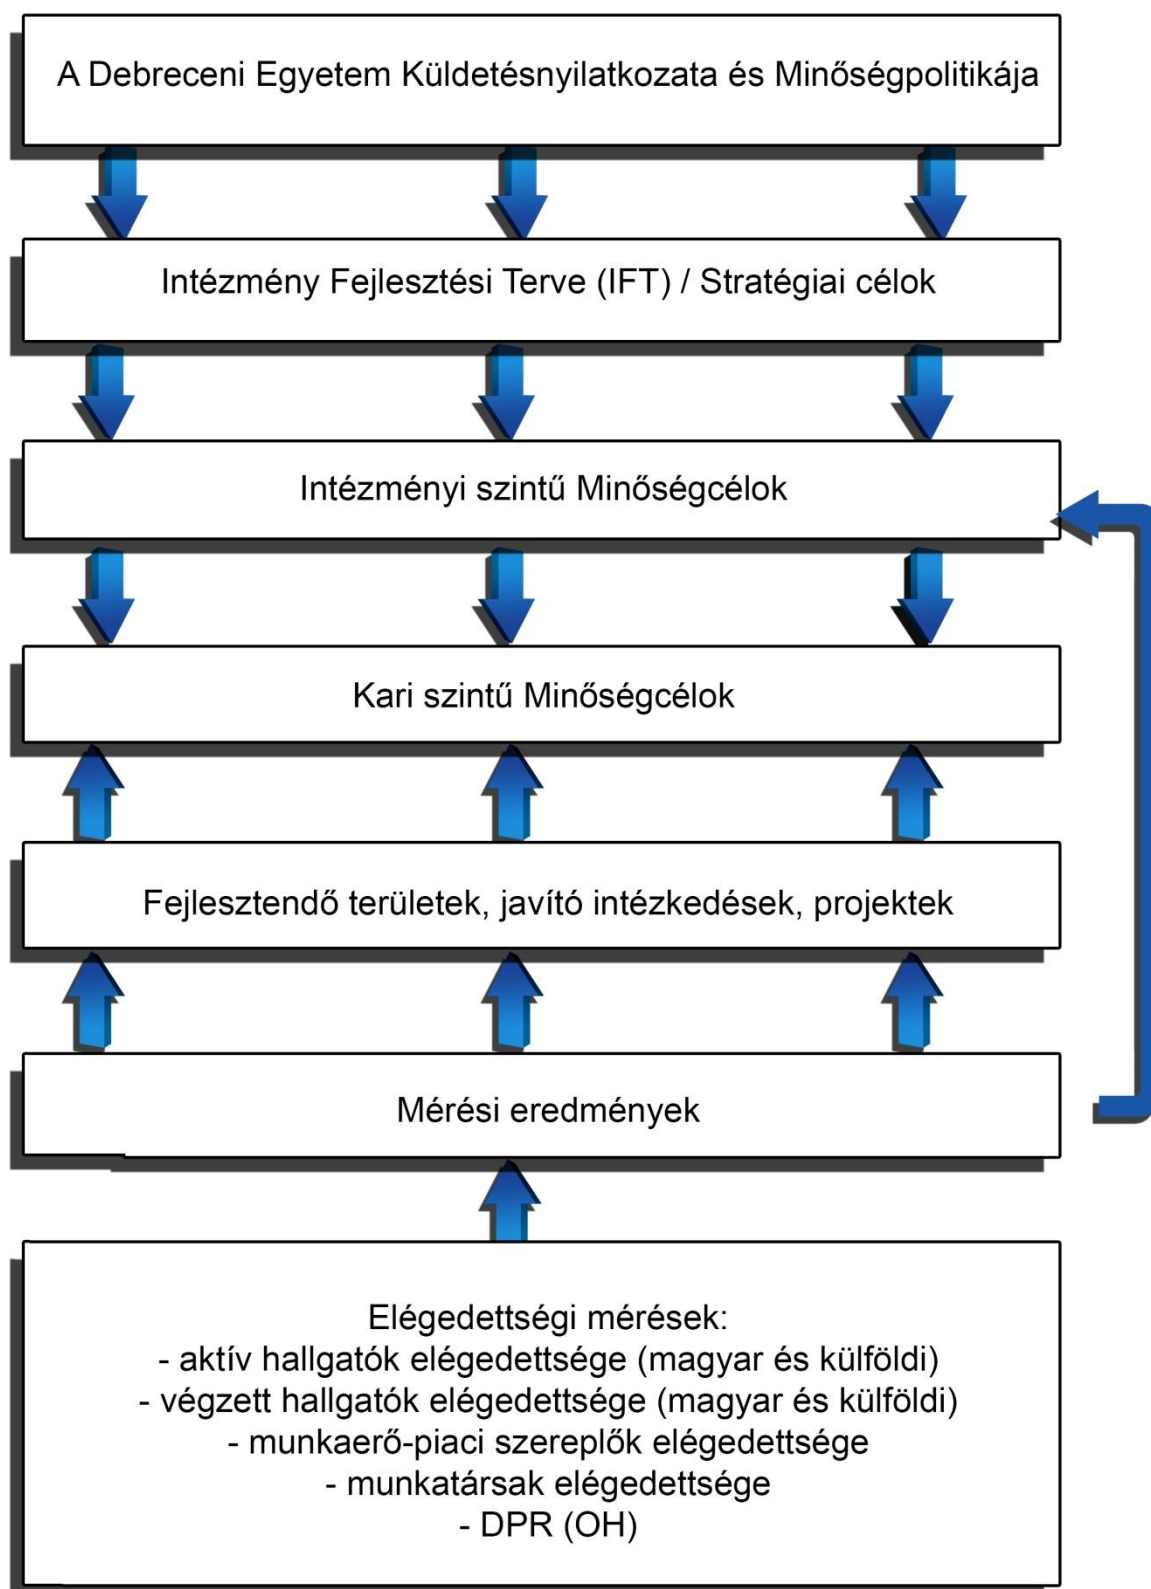 A Debreceni Egyetem Küldetésnyilatkozata és Minőségpolitikája
Intézmény Fejlesztési Terve (IFT) / Stratégiai célok
Intézményi szintű Minőségcélok
Kari szintű Minőségcélok
Fejlesztendő területek, javító intézkedések, projektek
Mérési eredmények
Elégedettségi mérések:
- aktív hallgatók elégedettsége (magyar és külföldi)
- végzett hallgatók elégedettsége (magyar és külföldi)
- munkaerő-piaci szereplők elégedettsége
- munkatársak elégedettsége
- DPR (OH)